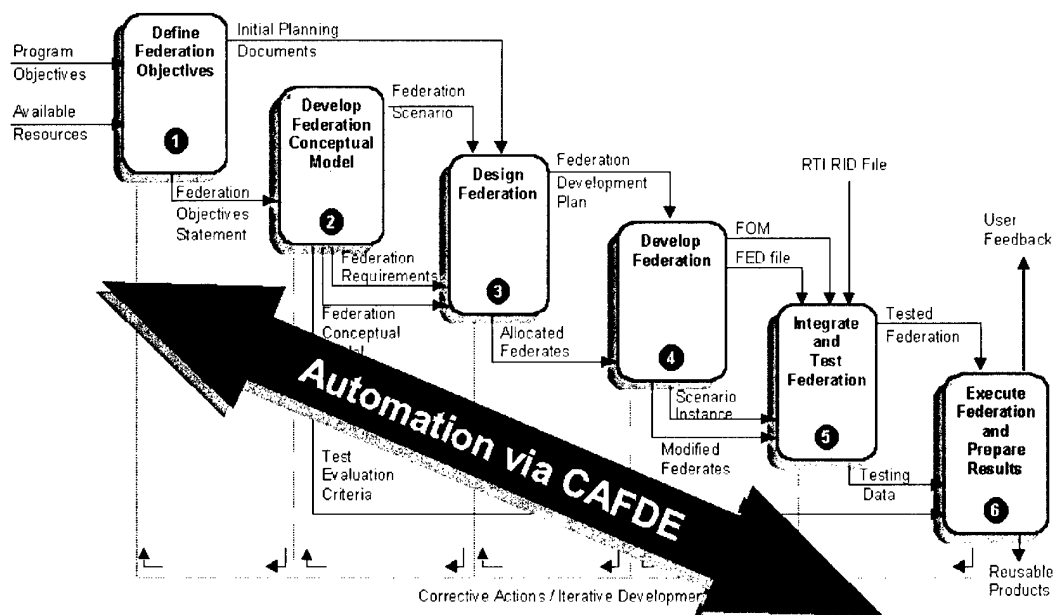 Define
Federation
Objectives
1
Program
Objectives
Available
Resources
Initial Planning
Documents
Federation
Objectives
Statement
Develop
Federation
Conceptual
Model
2
Federation
Scenario
Federation
Requirements
Federation
Conceptual
Test
Evaluation
Criteria
Design
Federation
3
Federation
Development
Plan
Allocated
Federates
Develop
Federation
4
FOM
FED file
RTI RID File
Scenario
Instance
Modified
Federates
Integrate
and
Test
Federation
5
Tested
Federation
Testing
Data
User
Feedback
Execute
Federation
and
Prepare
Results
6
Reusable
Products
Automation via CAFDE
Corrective Actions / Iterative